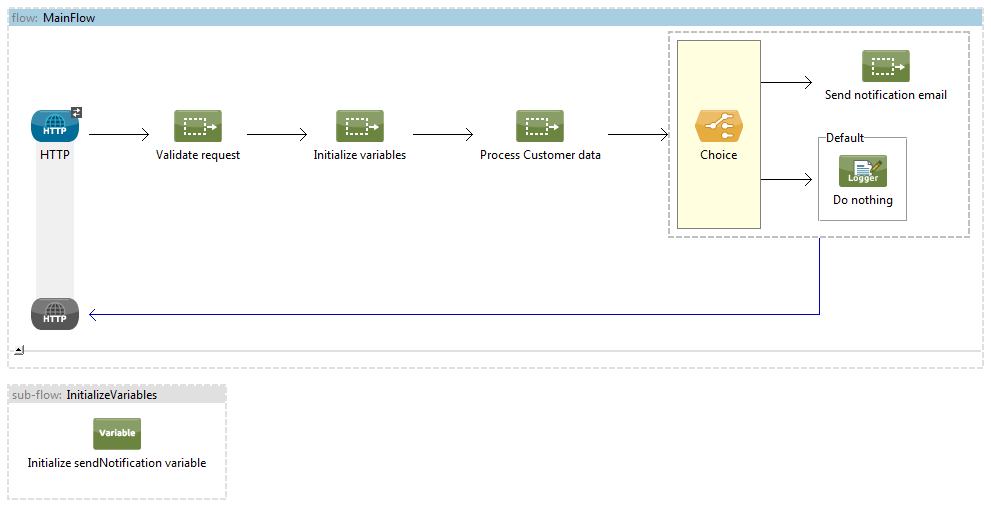 flow: MainFlow
HTTP
HTTP
Validate request
Initialize variables
Process Customer data
Choice
Send notification email
Default
Logger
Do nothing
HTTP
sub-flow: InitializeVariables
Variable
Initialize sendNotification variable